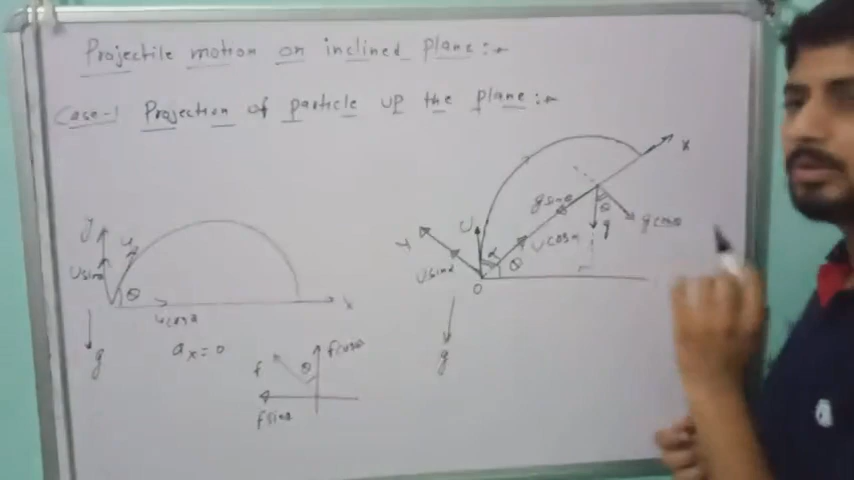 Projectile motion on inclined plane :-
Case-1 Projection of particle up the plane :-
y
u
usinθ
θ
x
ucosθ
g
ax = 0
f
θ
fcosθ
fsinθ
x
y
U
gsinθ
θ
g
gcosθ
α
ucosα
usinα
θ
O
g